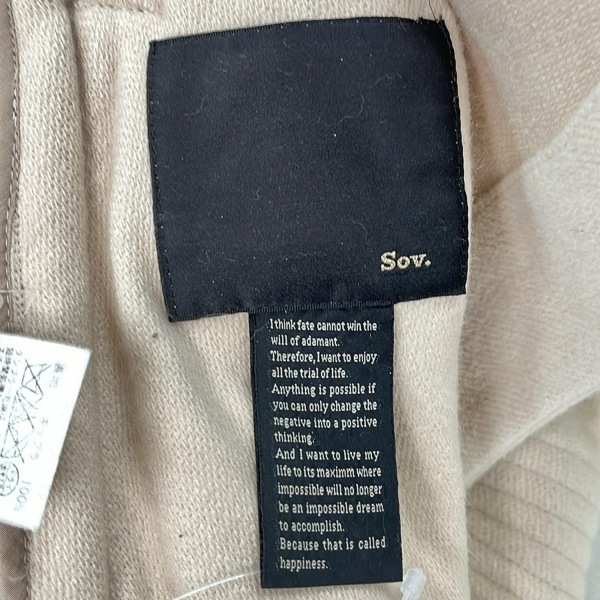 Sov.
I think fate cannot win the
will of adamant.
Therefore, I want to enjoy
all the trial of life.
Anything is possible if
you can only change the
negative into a positive
thinking.
And I want to live my
life to its maximm where
impossible will no longer
be an impossible dream
to accomplish.
Because that is called
happiness.
100%